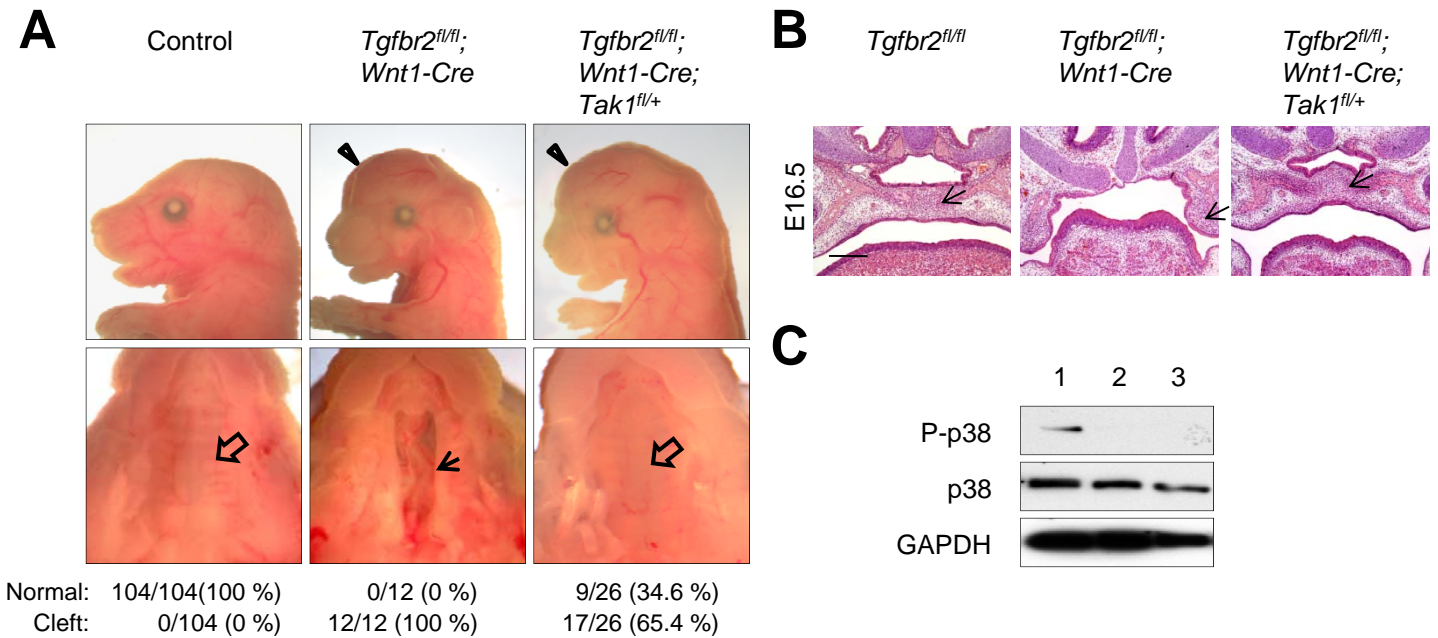 A
Control
Tgfbr2fl/fl;
Wnt1-Cre
Tgfbr2fl/fl;
Wnt1-Cre;
Tak1fl/+
Normal: 104/104(100 %) 0/12 (0 %) 9/26 (34.6 %)
Cleft: 0/104 (0 %) 12/12 (100 %) 17/26 (65.4 %)
B
Tgfbr2fl/fl
Tgfbr2fl/fl;
Wnt1-Cre
Tgfbr2fl/fl;
Wnt1-Cre;
Tak1fl/+
E16.5
C
1 2 3
P-p38
p38
GAPDH